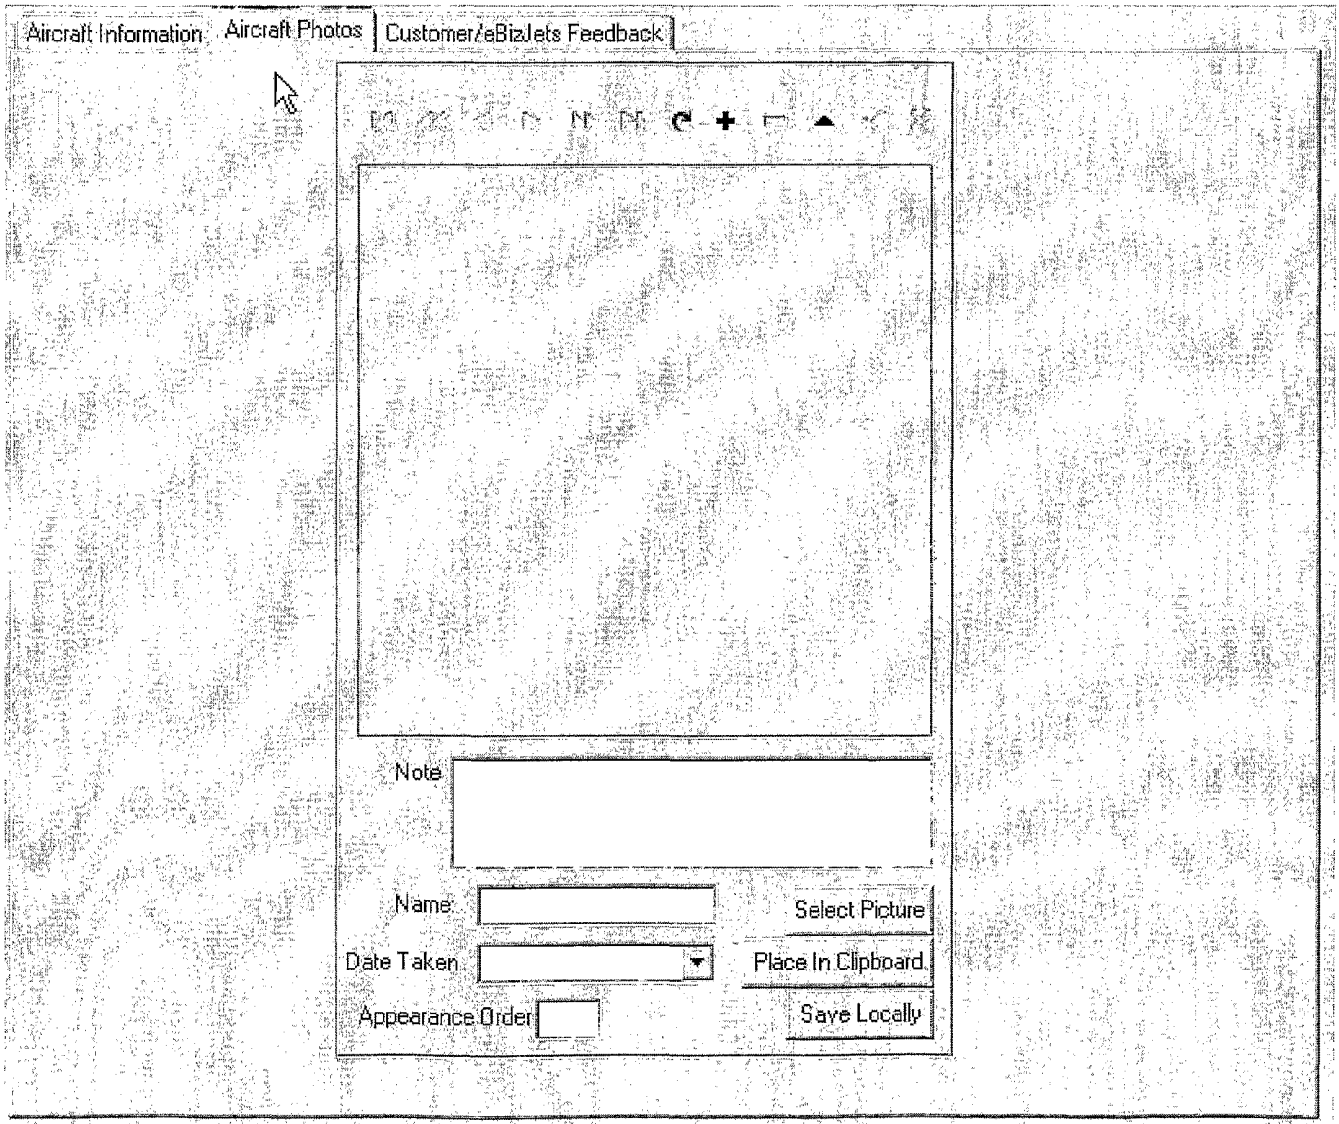 Aircraft Information Aircraft Photos Customer/eBizJets Feedback
Note
Name
Select Picture
Date Taken
Place In Clipboard
Appearance Order
Save Locally